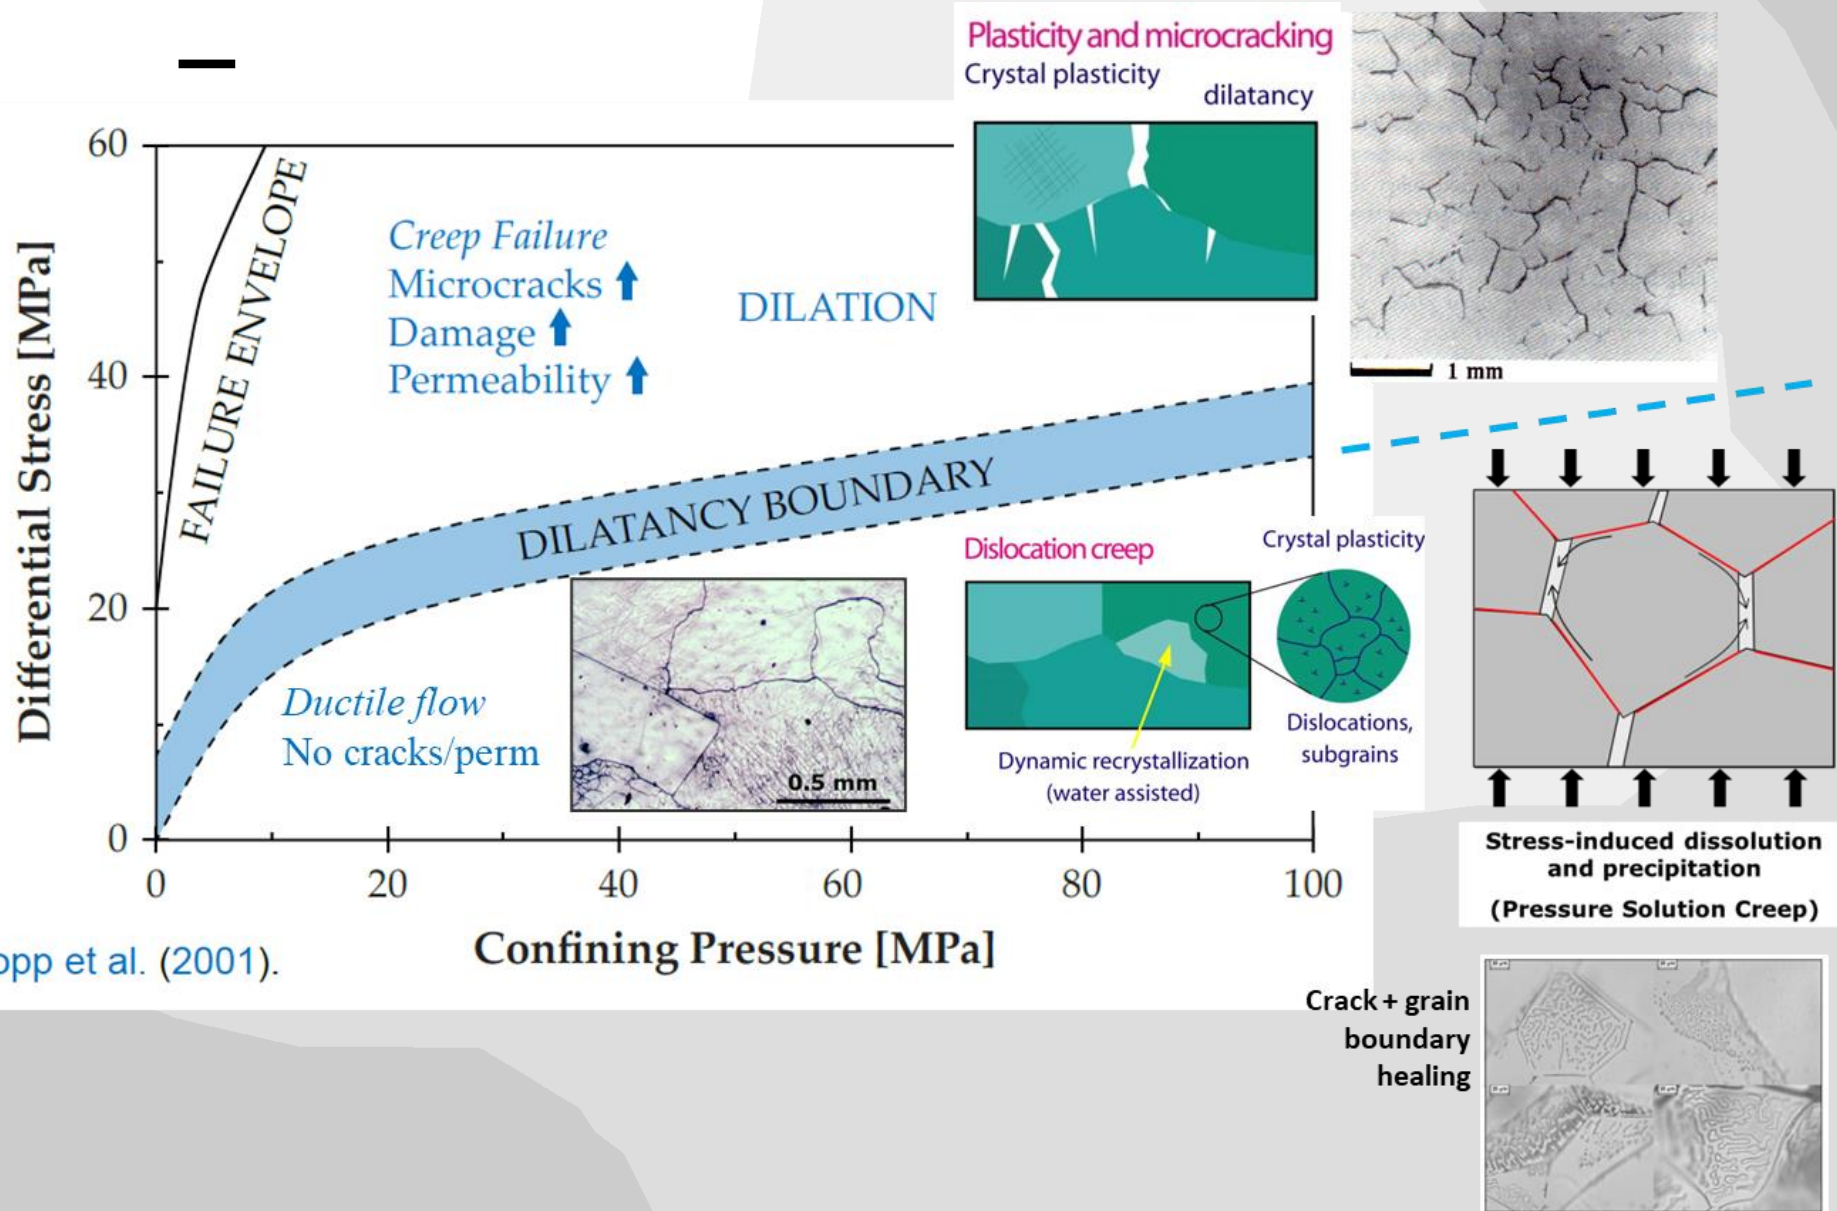 Plasticity and microcracking
Crystal plasticity
dilatancy
1 mm
Differential Stress [MPa]
60
40
20
0
FAILURE ENVELOPE
Creep Failure
Microcracks
Damage
Permeability
DILATION
DILATANCY BOUNDARY
Ductile flow
No cracks/perm
0.5 mm
Dislocation creep
Crystal plasticity
Dynamic recrystallization
(water assisted)
Dislocations,
subgrains
0 20 40 60 80 100
Confining Pressure [MPa]
opp et al. (2001).
Stress-induced dissolution
and precipitation
(Pressure Solution Creep)
Crack + grain
boundary
healing